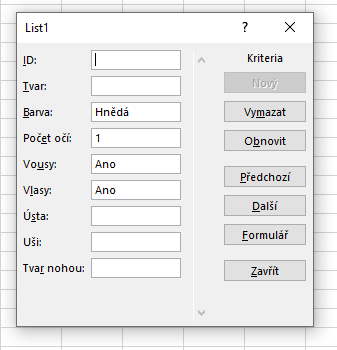 List1
?
ID:
Kriteria
Tvar:
Nový
Barva: Hnědá
Vymazat
Počet očí: 1
Obnovit
Vousy: Ano
Předchozí
Vlasy: Ano
Další
Ústa:
Formulář
Uši:
Tvar nohou:
Zavřít